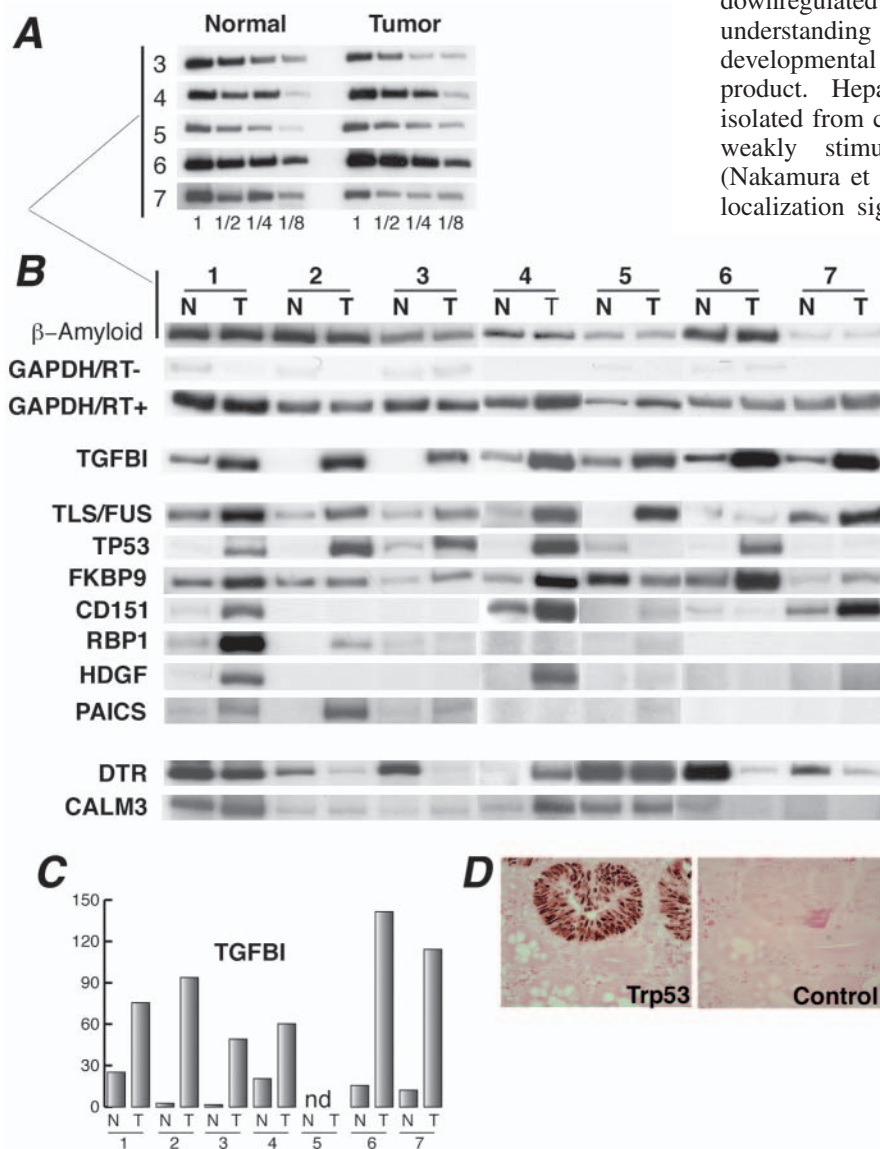 downregulated
understanding
developmental
product. Hepa
isolated from c
weakly stimu
(Nakamura et
localization sig
A
Normal Tumor
3
4
5
6
7
1 1/2 1/4 1/8 1 1/2 1/4 1/8
B
1 2 3 4 5 6 7
N T N T N T N T N T N T N T
β–Amyloid
GAPDH/RT-
GAPDH/RT+
TGFBI
TLS/FUS
TP53
FKBP9
CD151
RBP1
HDGF
PAICS
DTR
CALM3
C
150
120
90
60
30
0
TGFBI
nd
N T N T N T N T N T N T N T
1 2 3 4 5 6 7
D
Trp53 Control